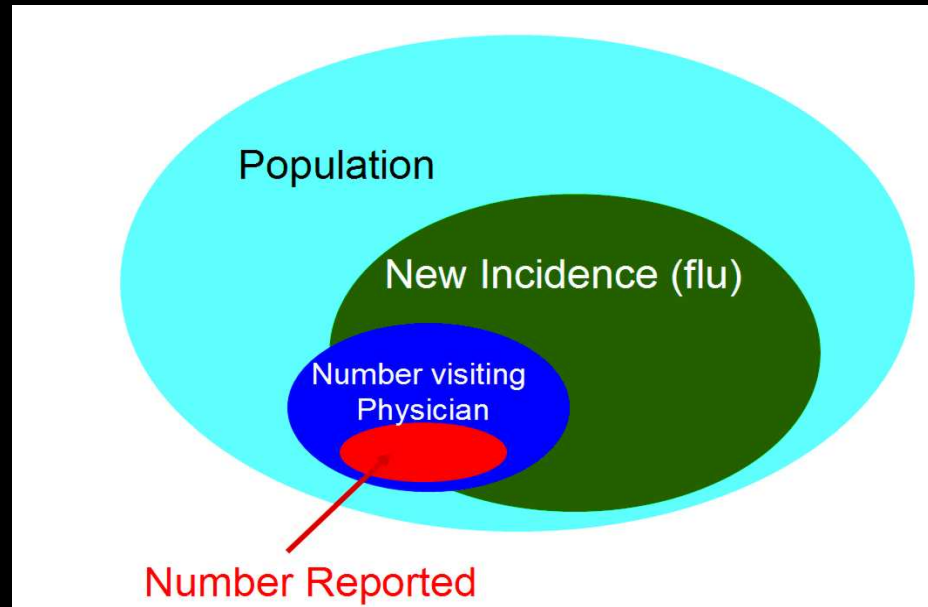 Population
New Incidence (flu)
Number visiting
Physician
Number Reported